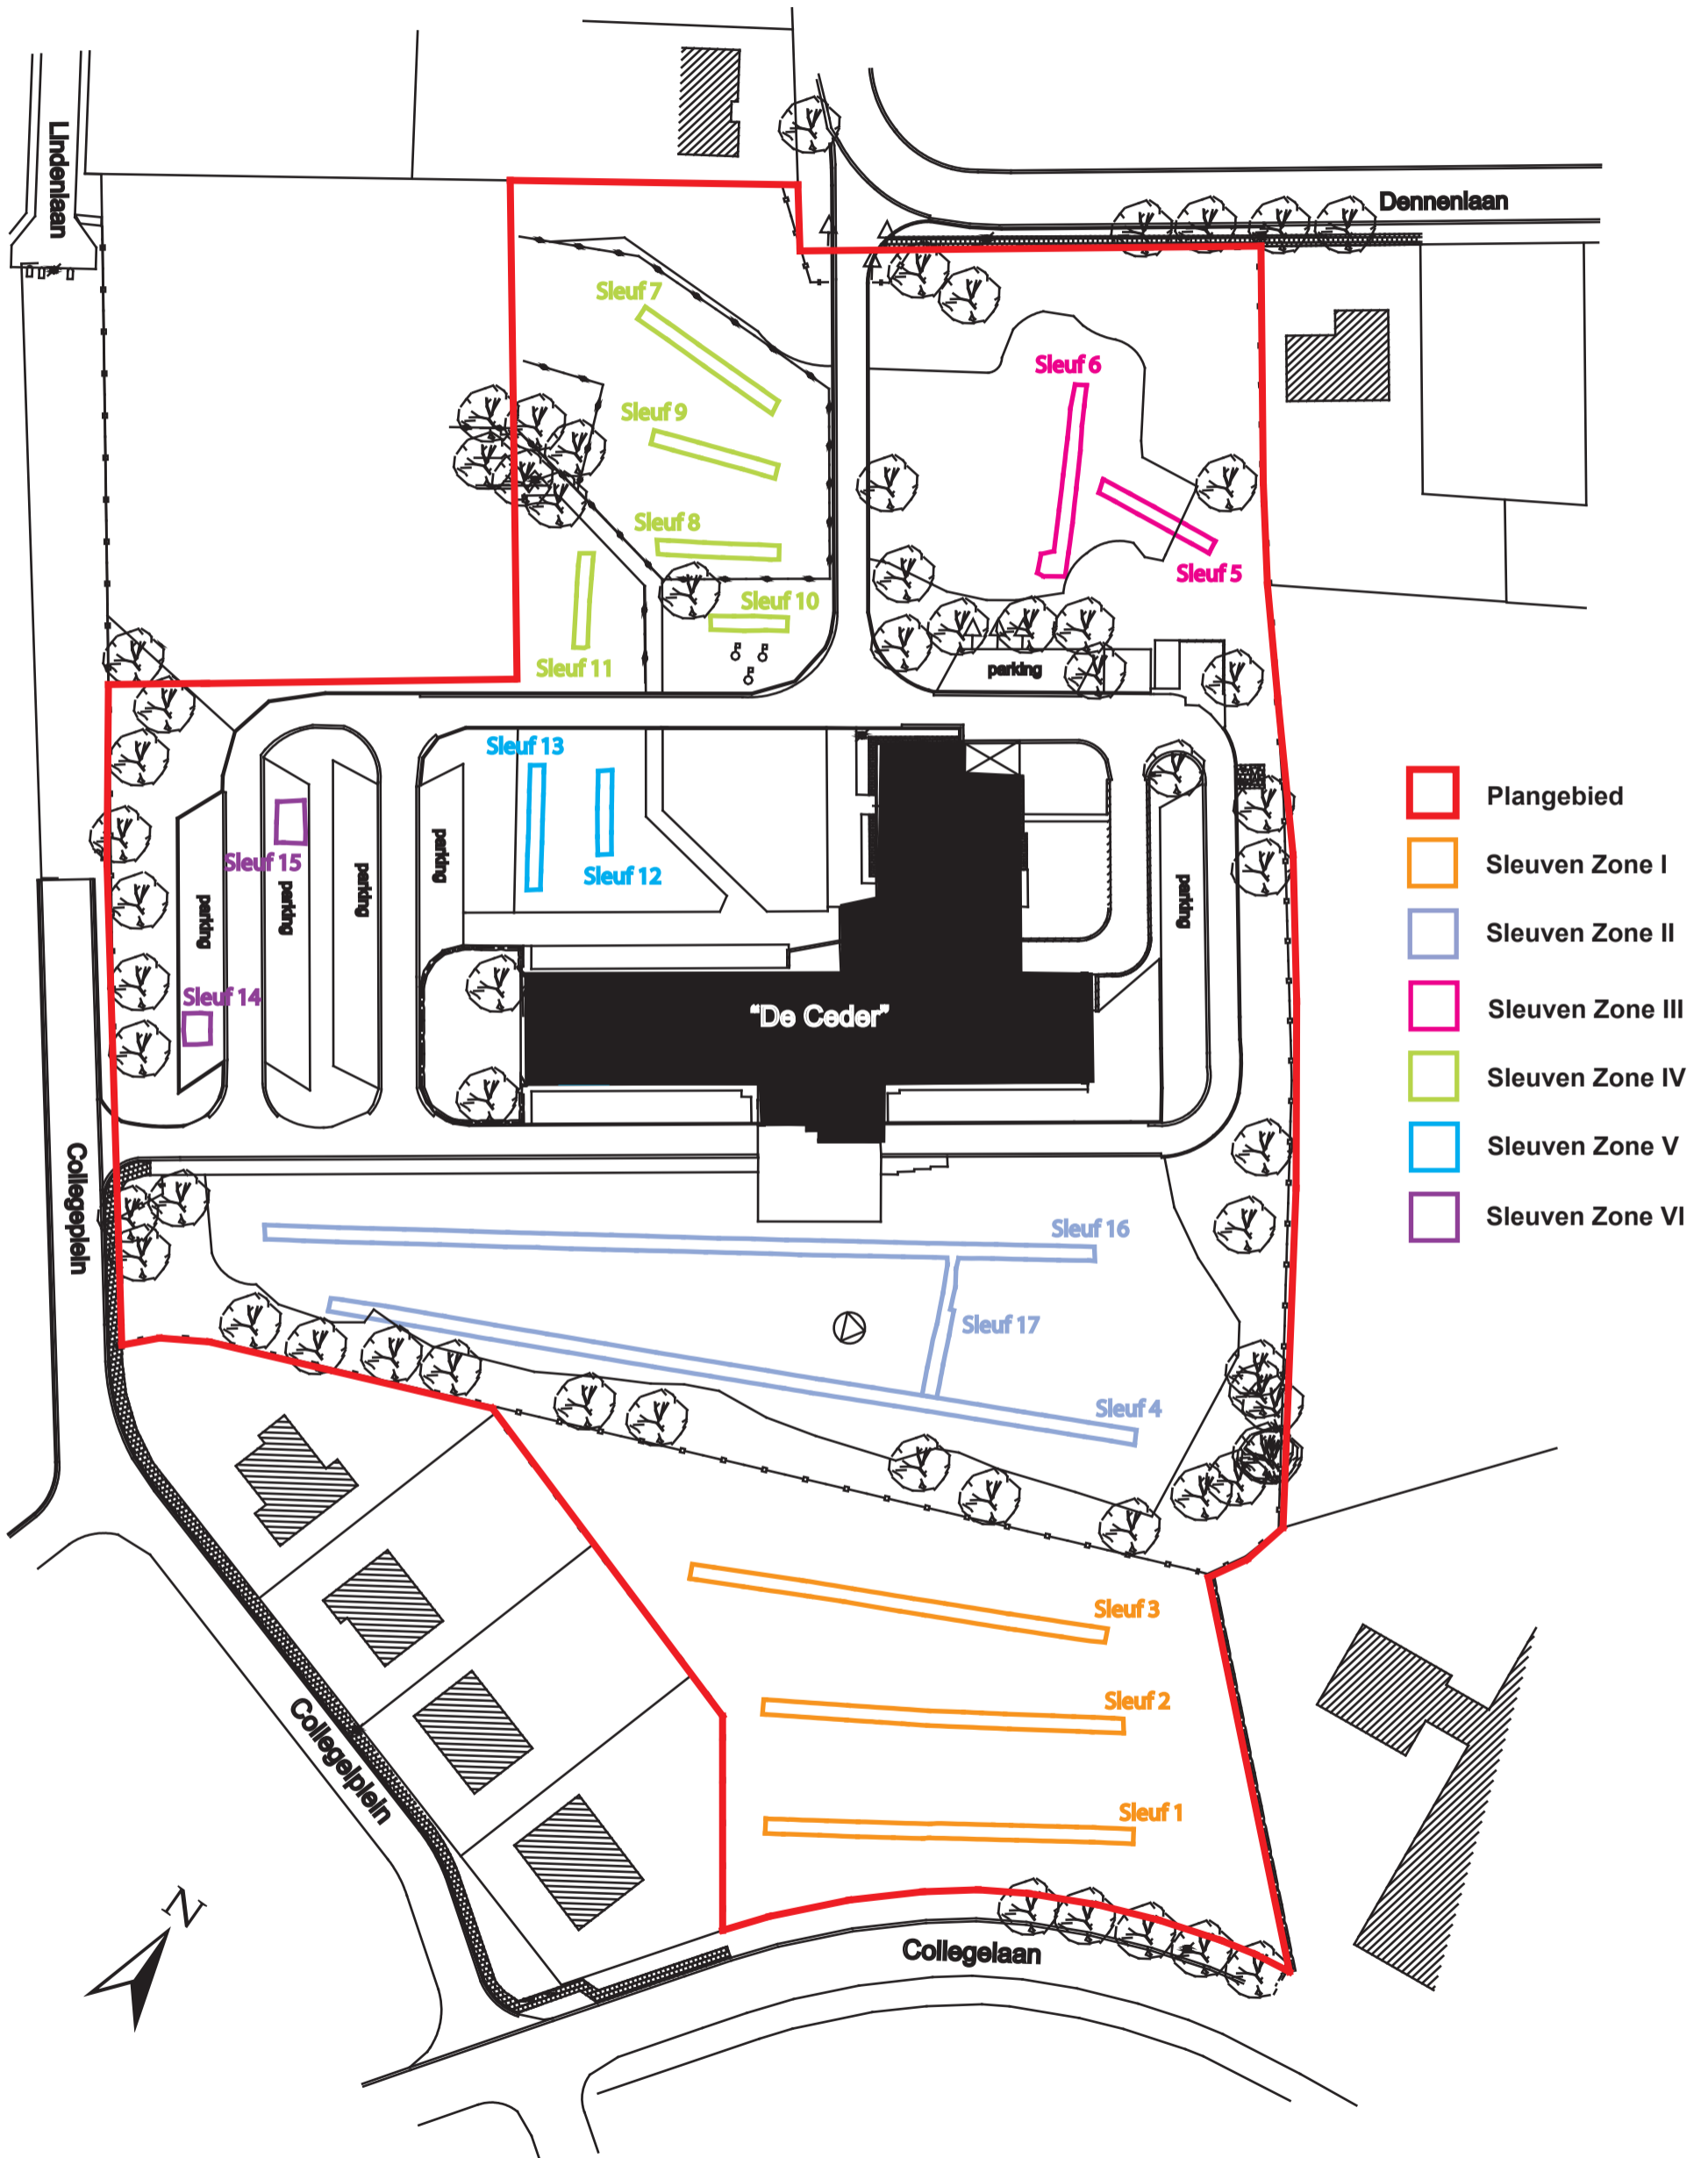 Lindenlaan
Dennenlaan
Sleuf 7
Sleuf 6
Sleuf 9
Sleuf 8
Sleuf 5
Sleuf 10
Sleuf 11
parking
Sleuf 13
Sleuf 12
Sleuf 15
parking
parking
parking
parking
parking
Sleuf 14
"De Ceder"
Plangebied
Sleuven Zone I
Sleuven Zone II
Sleuven Zone III
Sleuven Zone IV
Sleuven Zone V
Sleuven Zone VI
Collegeplein
Sleuf 16
Sleuf 17
Sleuf 4
Sleuf 3
Sleuf 2
Sleuf 1
Collegelplein
Collegelaan
N